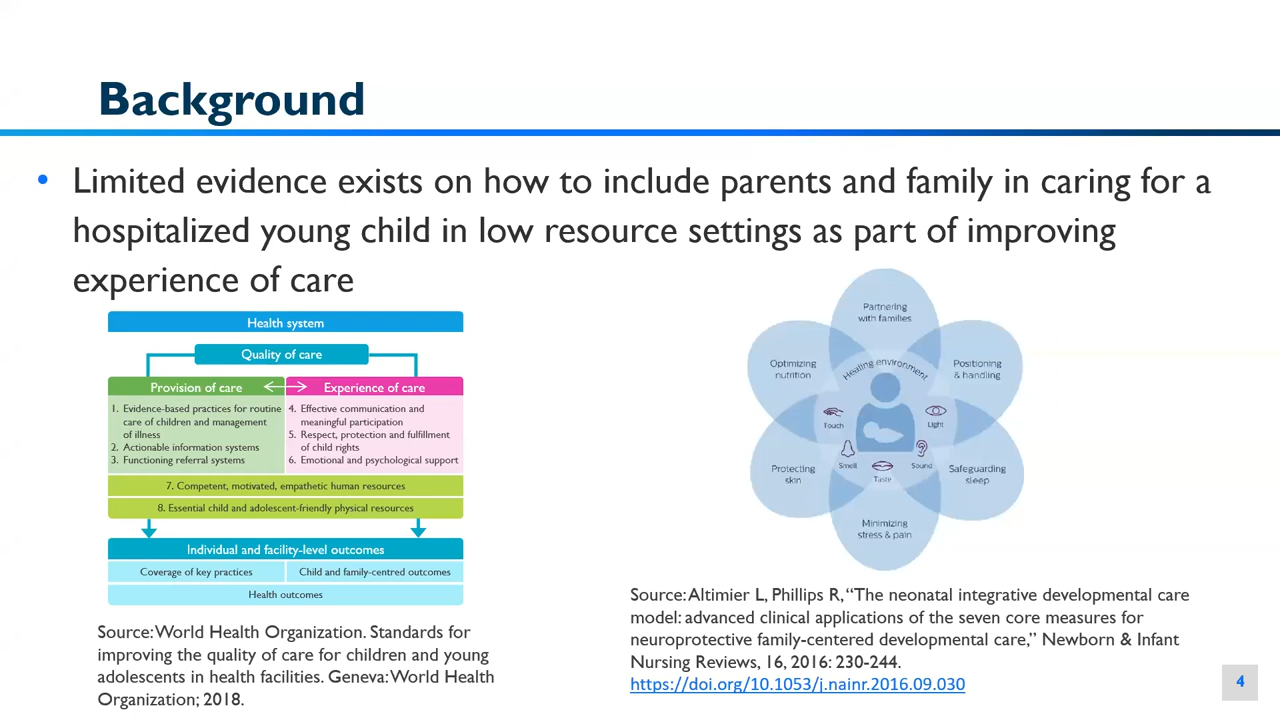 Background
• Limited evidence exists on how to include parents and family in caring for a
hospitalized young child in low resource settings as part of improving
experience of care
Health system
Quality of care
Provision of care
Experience of care
1. Evidence-based practices for routine
care of children and management
of illness
2. Actionable information systems
3. Functioning referral systems
4. Effective communication and
meaningful participation
5. Respect, protection and fulfillment
of child rights
6. Emotional and psychological support
7. Competent, motivated, empathetic human resources
8. Essential child and adolescent-friendly physical resources
Individual and facility-level outcomes
Coverage of key practices
Child and family-centred outcomes
Health outcomes
Source: World Health Organization. Standards for
improving the quality of care for children and young
adolescents in health facilities. Geneva: World Health
Organization; 2018.
Partnering
with families
Optimizing
nutrition
Healing environment
Positioning
& handling
Touch
Light
Smell
Taste
Sound
Protecting
skin
Safeguarding
sleep
Minimizing
stress & pain
Source: Altimier L, Phillips R, “The neonatal integrative developmental care
model: advanced clinical applications of the seven core measures for
neuroprotective family-centered developmental care,” Newborn & Infant
Nursing Reviews, 16, 2016: 230-244.
https://doi.org/10.1053/j.nainr.2016.09.030
4